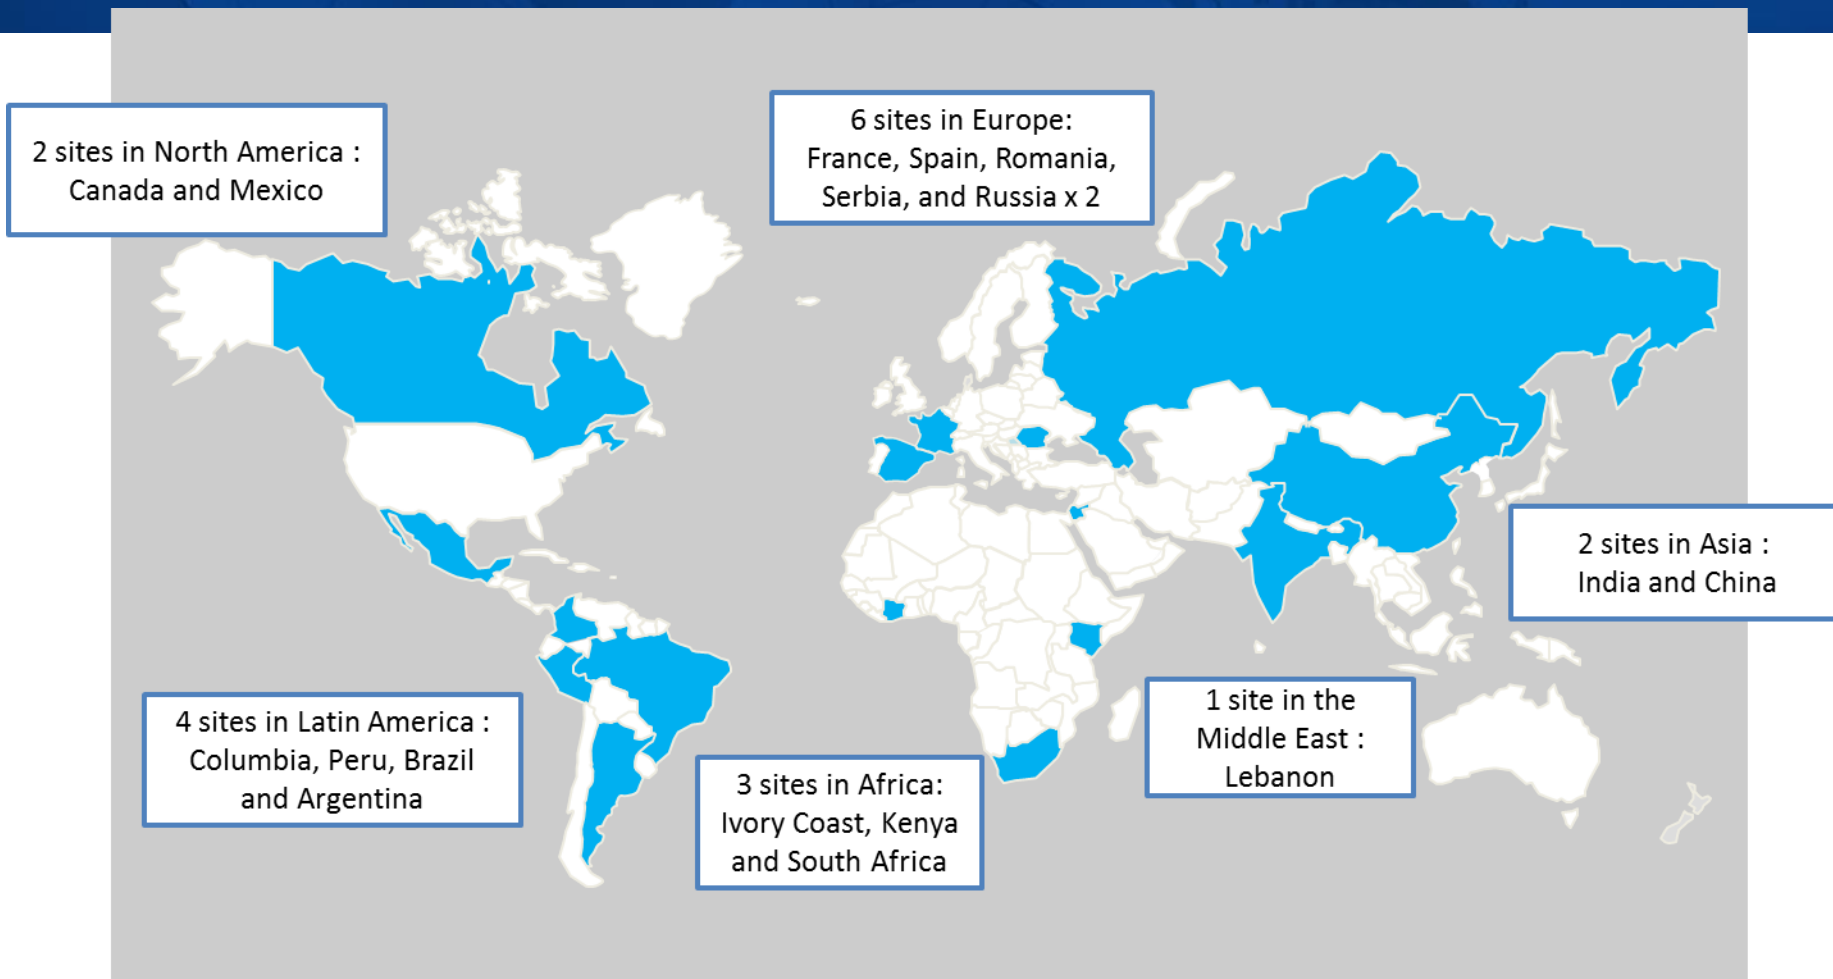 2 sites in North America :
Canada and Mexico
6 sites in Europe:
France, Spain, Romania,
Serbia, and Russia x 2
2 sites in Asia :
India and China
4 sites in Latin America :
Columbia, Peru, Brazil
and Argentina
3 sites in Africa:
Ivory Coast, Kenya
and South Africa
1 site in the
Middle East :
Lebanon